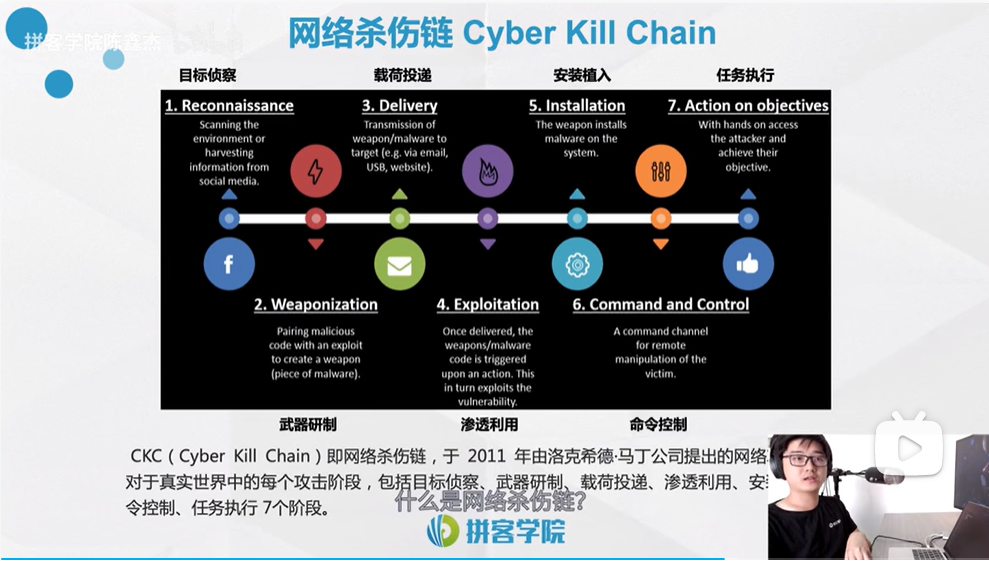 网络杀伤链 Cyber Kill Chain
拼客学院陈鑫杰
目标侦察
载荷投递
安装植入
任务执行
1. Reconnaissance
Scanning the
environment or
harvesting
information from
social media.
3. Delivery
Transmission of
weapon/malware to
target (e.g. via email,
USB, website).
5. Installation
The weapon installs
malware on the
system.
7. Action on objectives
With hands on access
the attacker and
achieve their
objective.
f
2. Weaponization
Pairing malicious
code with an exploit
to create a weapon
(piece of malware).
4. Exploitation
Once delivered, the
weapons/malware
code is triggered
upon an action. This
in turn exploits the
vulnerability.
6. Command and Control
A command channel
for remote
manipulation of the
victim.
武器研制
渗透利用
命令控制
CKC（Cyber Kill Chain）即网络杀伤链，于 2011 年由洛克希德·马丁公司提出的网络
对于真实世界中的每个攻击阶段，包括目标侦察、武器研制、载荷投递、渗透利用、安
令控制、任务执行 7个阶段。
什么是网络杀伤链?
拼客学院